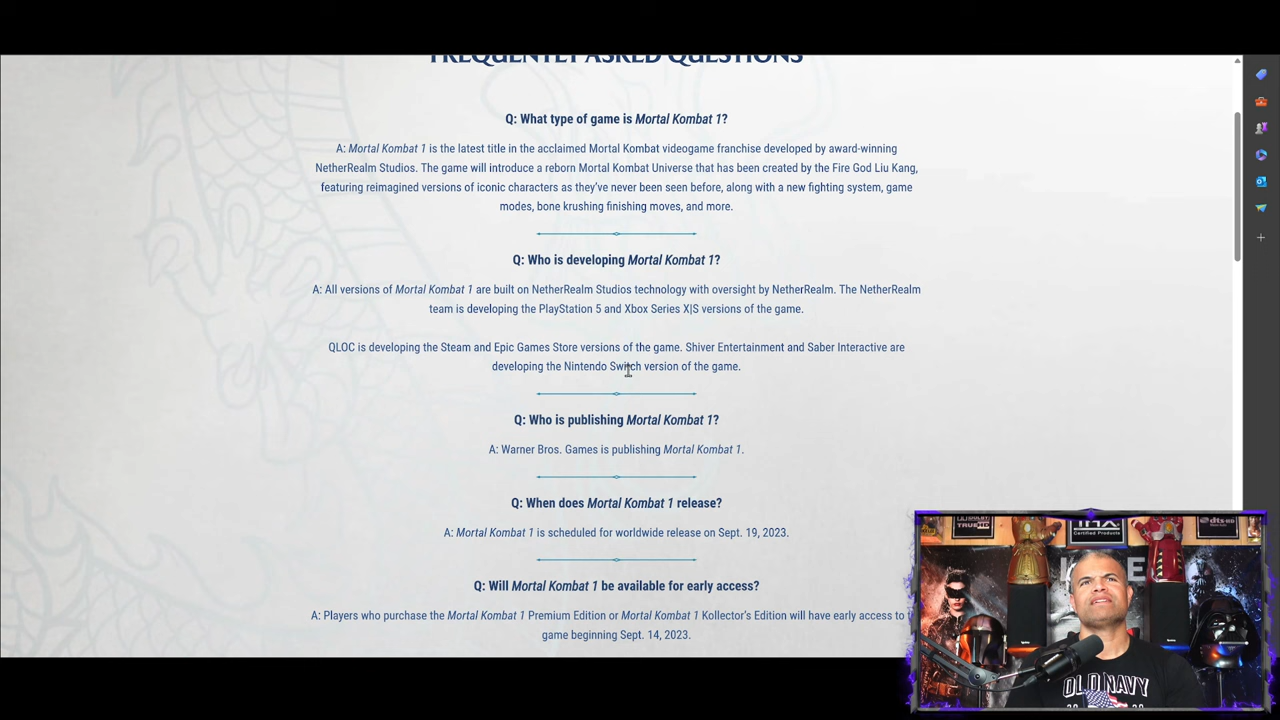 FREQUENTLY ASKED QUESTIONS
Q: What type of game is Mortal Kombat 1?
A: Mortal Kombat 1 is the latest title in the acclaimed Mortal Kombat videogame franchise developed by award-winning
NetherRealm Studios. The game will introduce a reborn Mortal Kombat Universe that has been created by the Fire God Liu Kang,
featuring reimagined versions of iconic characters as they've never been seen before, along with a new fighting system, game
modes, bone krushing finishing moves, and more.
Q: Who is developing Mortal Kombat 1?
A: All versions of Mortal Kombat 1 are built on NetherRealm Studios technology with oversight by NetherRealm. The NetherRealm
team is developing the PlayStation 5 and Xbox Series X|S versions of the game.
QLOC is developing the Steam and Epic Games Store versions of the game. Shiver Entertainment and Saber Interactive are
developing the Nintendo Switch version of the game.
Q: Who is publishing Mortal Kombat 1?
A: Warner Bros. Games is publishing Mortal Kombat 1.
Q: When does Mortal Kombat 1 release?
A: Mortal Kombat 1 is scheduled for worldwide release on Sept. 19, 2023.
Q: Will Mortal Kombat 1 be available for early access?
A: Players who purchase the Mortal Kombat 1 Premium Edition or Mortal Kombat 1 Kollector's Edition will have early access to
game beginning Sept. 14, 2023.
TRUEHD
Certified Products
dts-HD
OLD NAVY